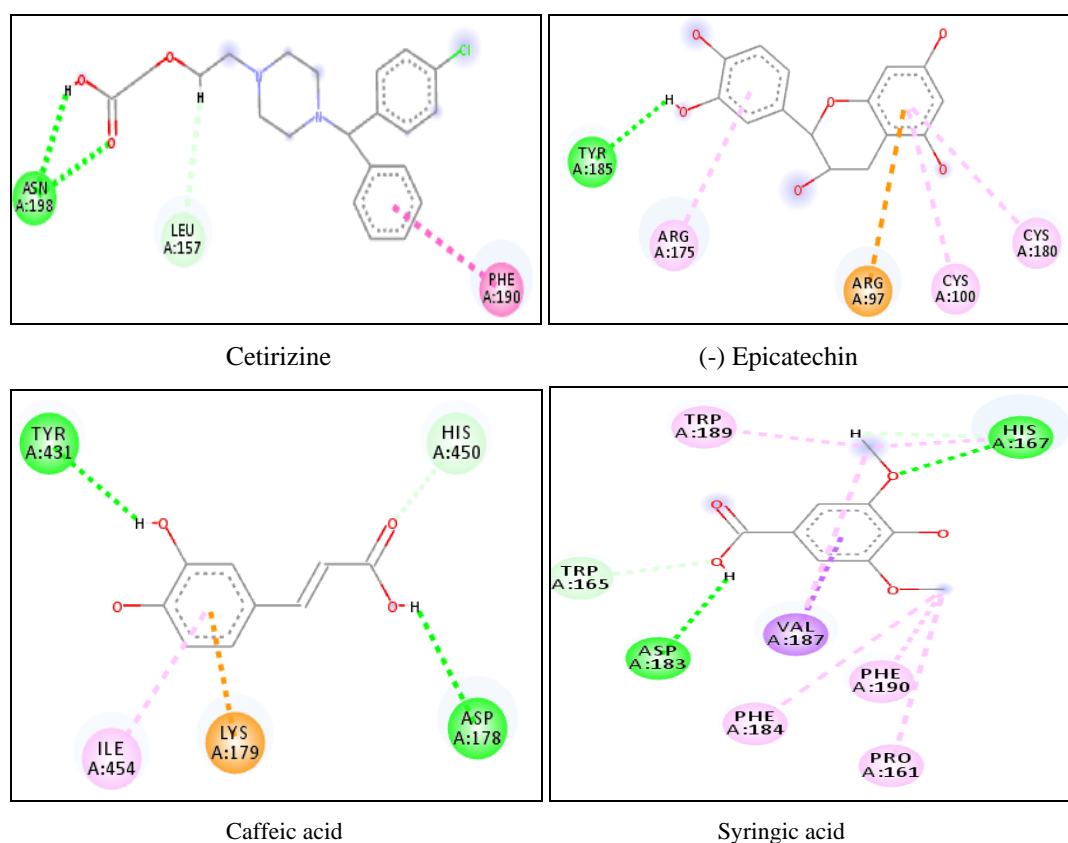 Cl
O
N
H
O
H
O
N
ASN
A:198
LEU
A:157
PHE
A:190
Cetirizine
O
O
H
O
O
O
O
TYR
A:185
ARG
A:175
ARG
A:97
CYS
A:100
CYS
A:180
(-) Epicatechin
TYR
A:431
HIS
A:450
H
O
O
O
O
H
ILE
A:454
LYS
A:179
ASP
A:178
Caffeic acid
TRP
A:189
H
HIS
A:167
O
O
O
O
H
O
TRP
A:165
VAL
A:187
ASP
A:183
PHE
A:190
PHE
A:184
PRO
A:161
Syringic acid